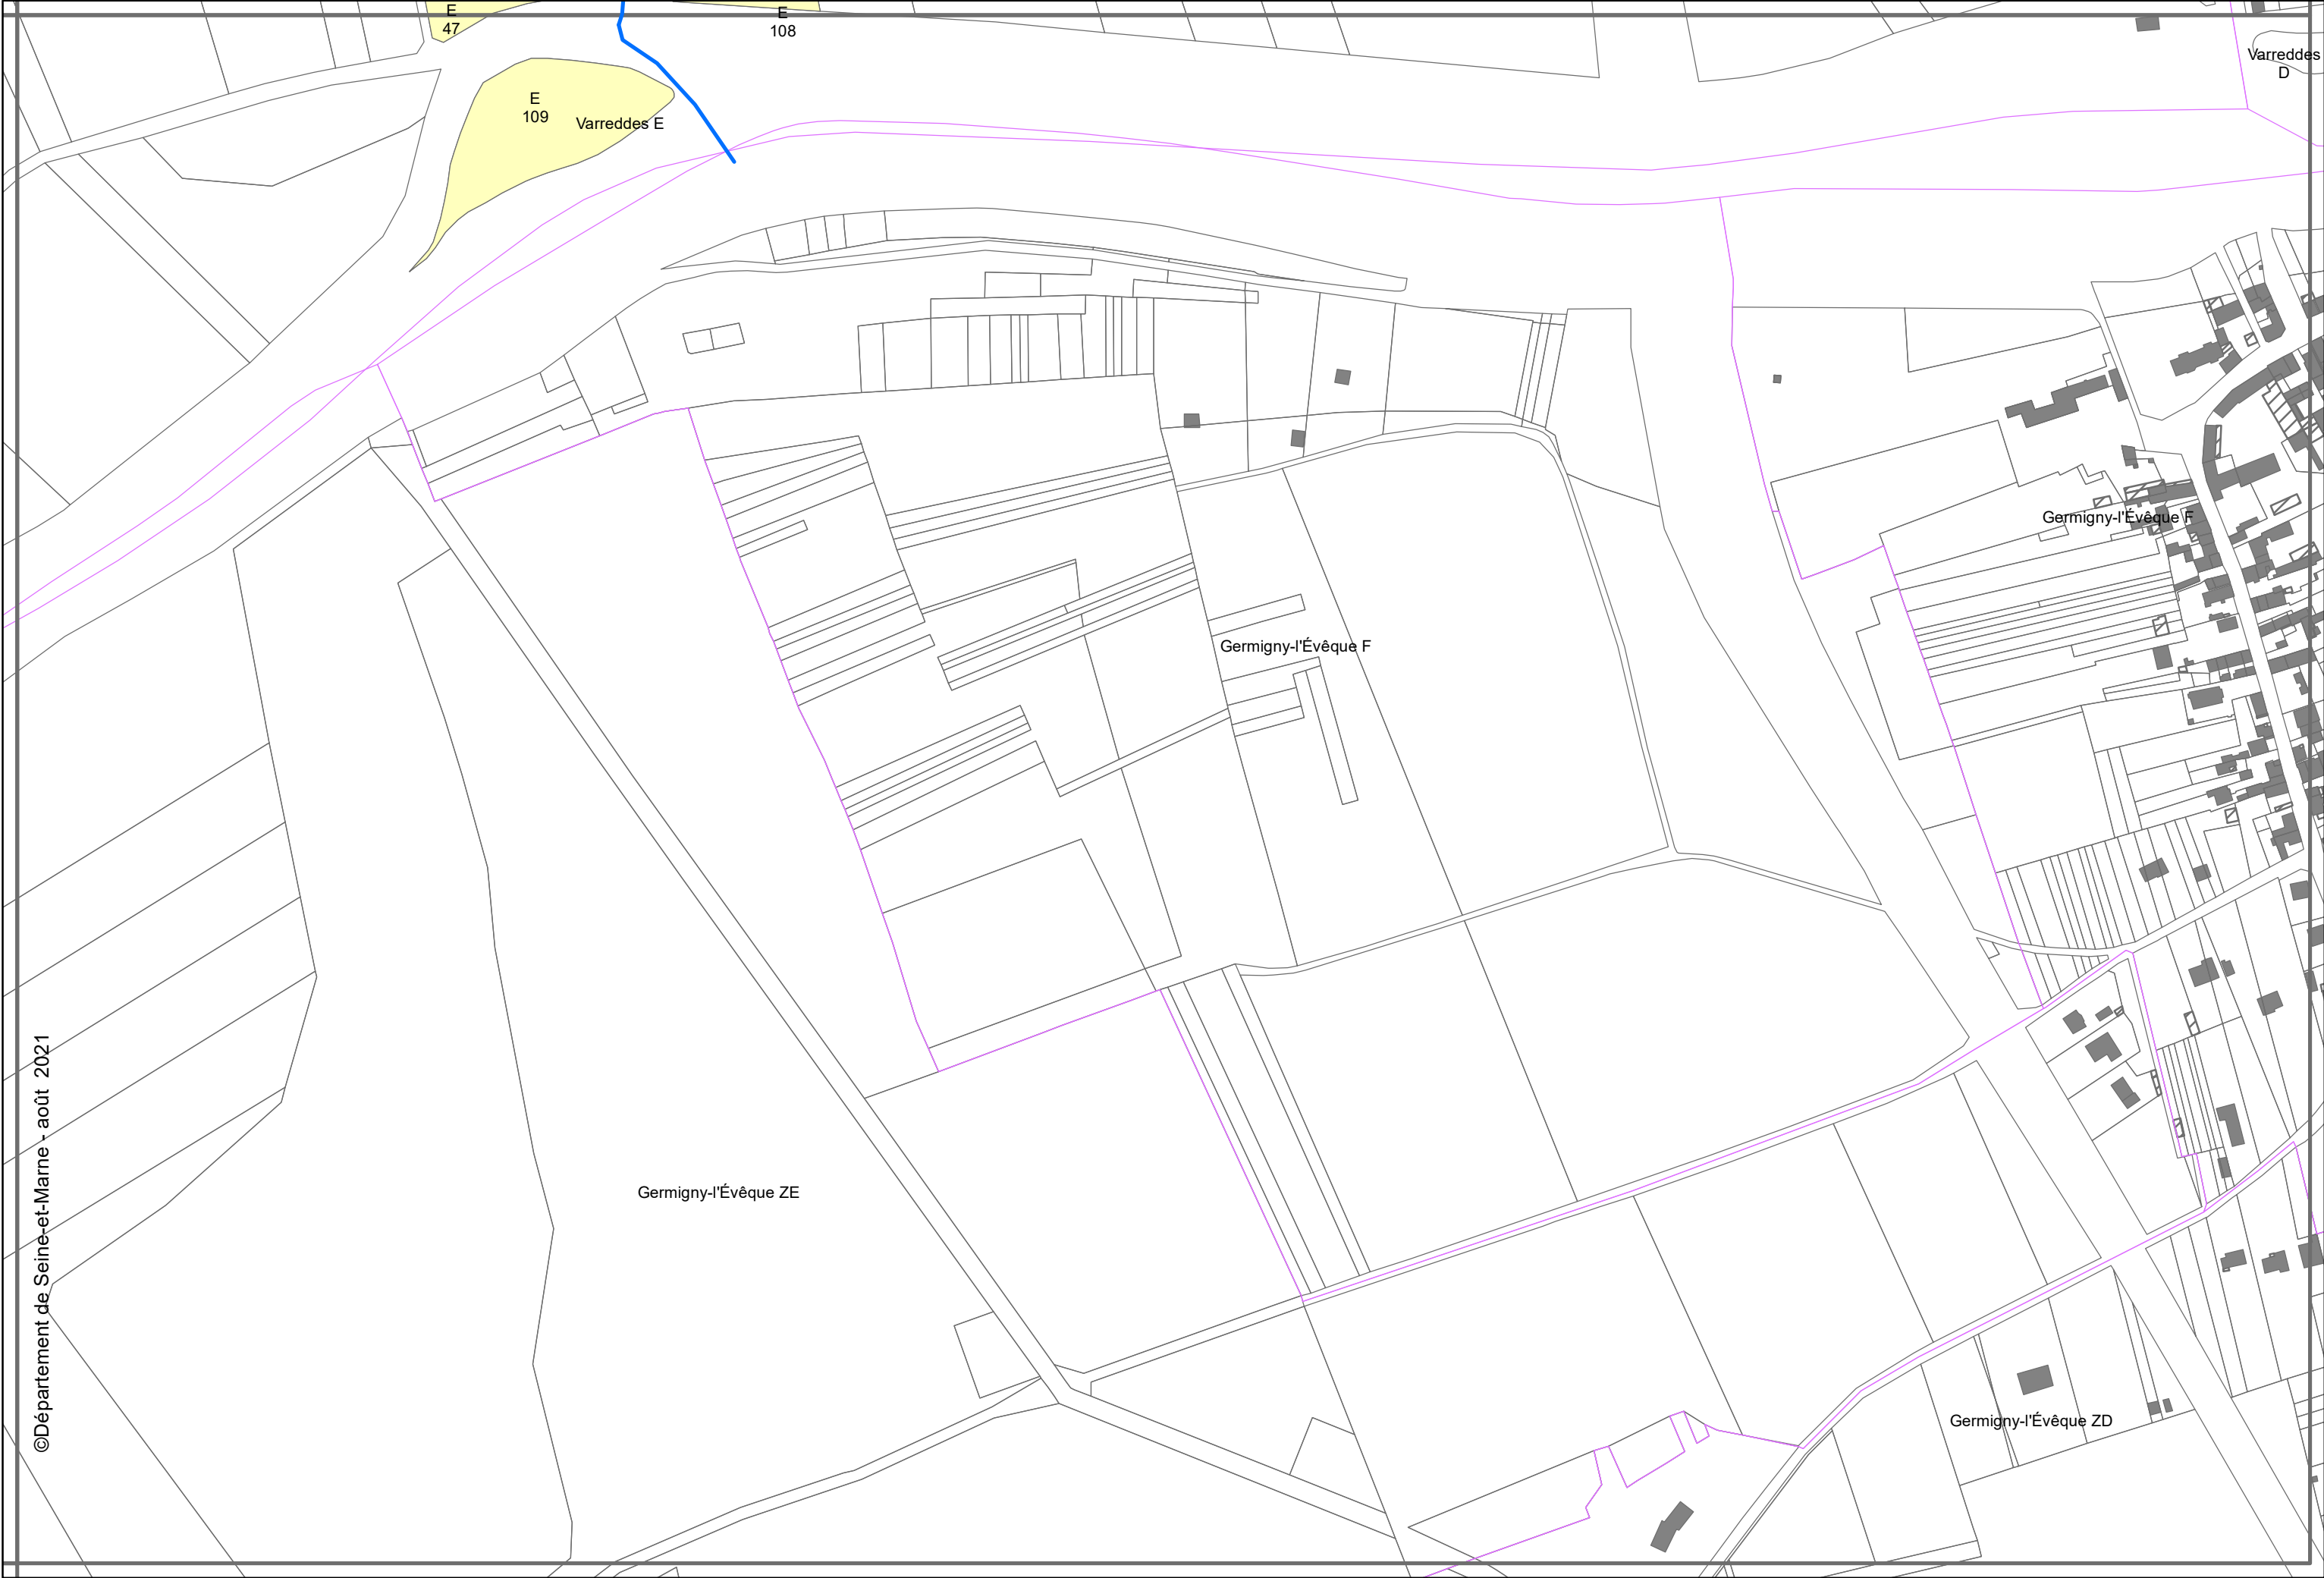 E
47
E
108
Varreddes
D
E
109
Varreddes E
Germigny-l'Évêque F
Germigny-l'Évêque F
©Département de Seine-et-Marne - août 2021
Germigny-l'Évêque ZE
Germigny-l'Évêque ZD